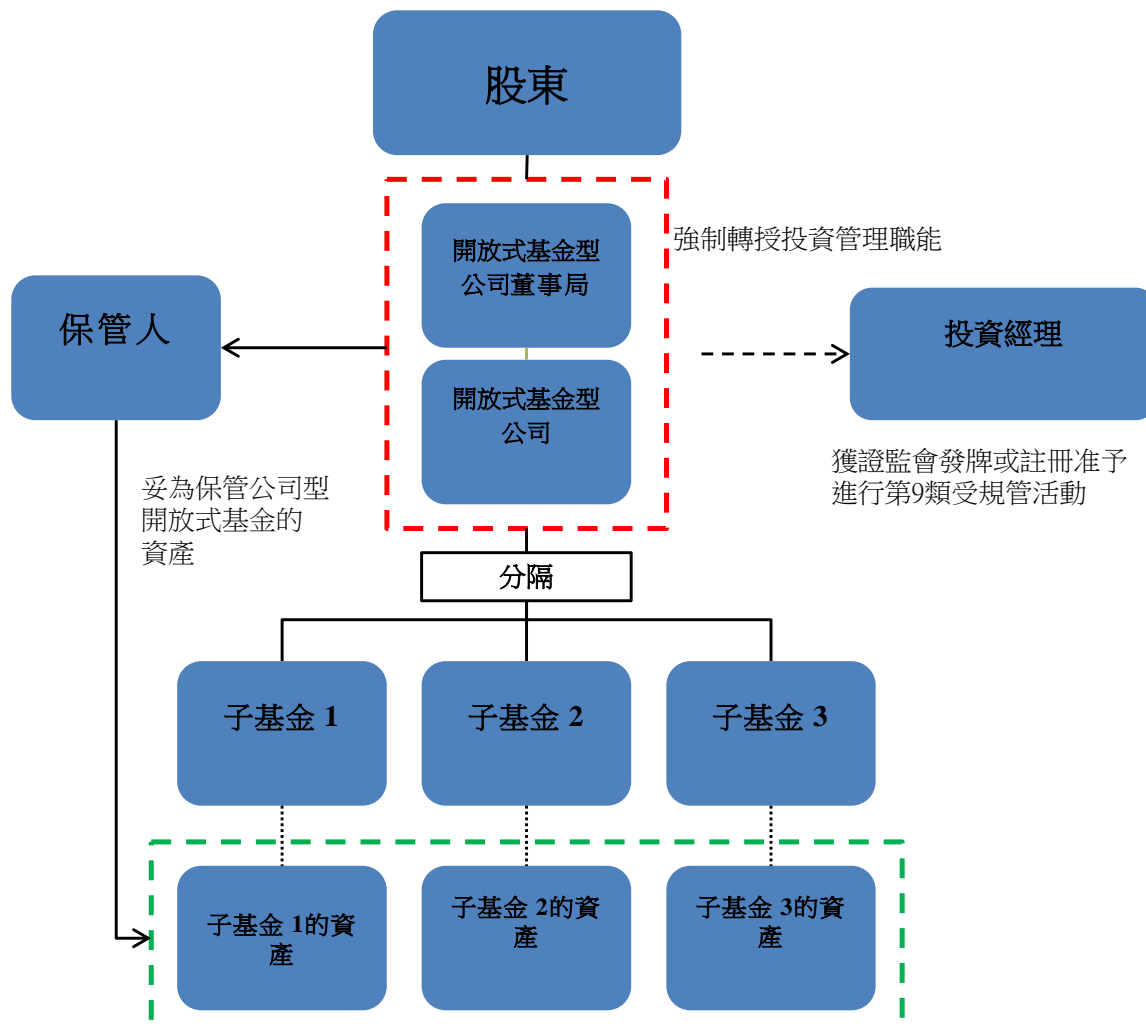 股東
開放式基金型
公司董事局
強制轉授投資管理職能
保管人
投資經理
開放式基金型
公司
獲證監會發牌或註冊准予
進行第9類受規管活動
妥為保管公司型
開放式基金的
資產
分隔
子基金 1
子基金 2
子基金 3
子基金 1的資
產
子基金 2的資
產
子基金 3的資
產